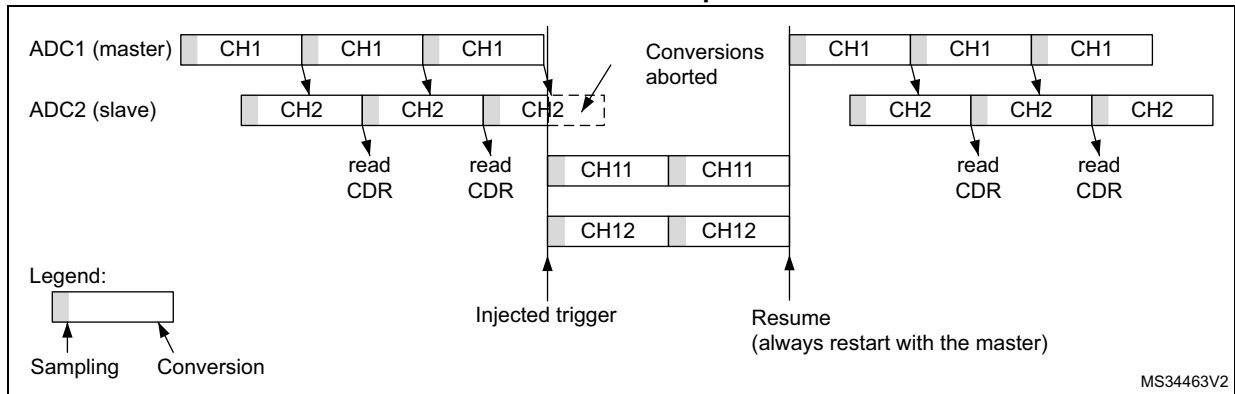 ADC1 (master) CH1 CH1 CH1 Conversions aborted CH1 CH1 CH1
ADC2 (slave) CH2 CH2 CH2 CH2 CH2 CH2
read CDR read CDR read CDR read CDR
CH11 CH11
CH12 CH12
Legend:
Injected trigger
Resume
(always restart with the master)
Sampling Conversion
MS34463V2